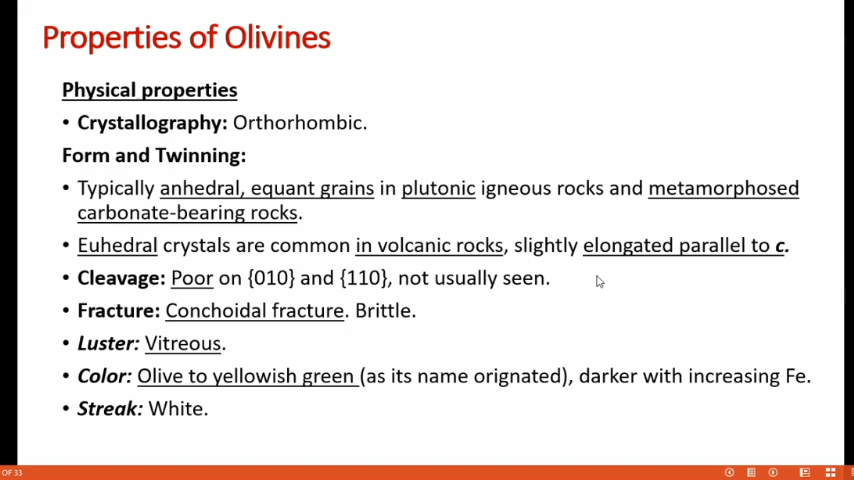 Properties of Olivines
Physical properties
• Crystallography: Orthorhombic.
Form and Twinning:
• Typically anhedral, equant grains in plutonic igneous rocks and metamorphosed
carbonate-bearing rocks.
• Euhedral crystals are common in volcanic rocks, slightly elongated parallel to c.
• Cleavage: Poor on {010} and {110}, not usually seen.
• Fracture: Conchoidal fracture. Brittle.
• Luster: Vitreous.
• Color: Olive to yellowish green (as its name orignated), darker with increasing Fe.
• Streak: White.
OF 33